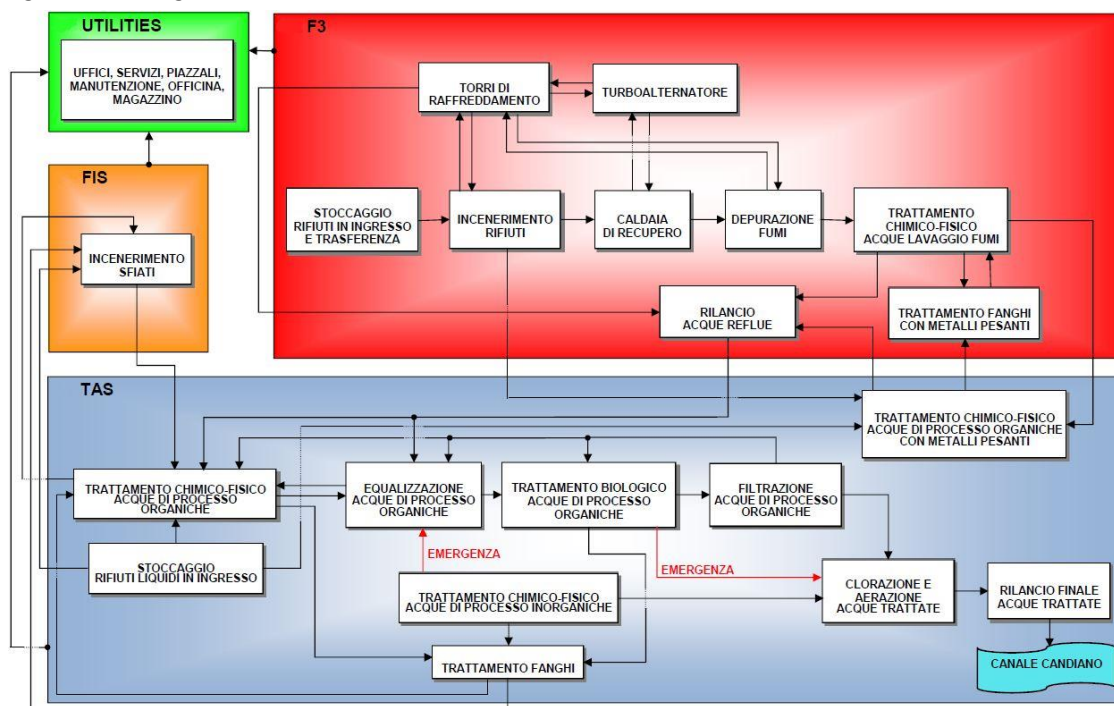 UTILITIES
UFFICI, SERVIZI, PIAZZALI,
MANUTENZIONE, OFFICINA,
MAGAZZINO
F3
TORRI DI
RAFFREDDAMENTO
TURBOALTERNATORE
STOCCAGGIO
RIFIUTI IN INGRESSO
E TRASFERENZA
INCENERIMENTO
RIFIUTI
CALDAIA
DI RECUPERO
DEPURAZIONE
FUMI
TRATTAMENTO
CHIMICO-FISICO
ACQUE LAVAGGIO FUMI
RILANCIO
ACQUE REFLUE
TRATTAMENTO FANGHI
CON METALLI PESANTI
FIS
INCENERIMENTO
SFIATI
TAS
TRATTAMENTO CHIMICO-FISICO
ACQUE DI PROCESSO ORGANICHE
CON METALLI PESANTI
TRATTAMENTO CHIMICO-FISICO
ACQUE DI PROCESSO
ORGANICHE
EQUALIZZAZIONE
ACQUE DI PROCESSO
ORGANICHE
TRATTAMENTO BIOLOGICO
ACQUE DI PROCESSO
ORGANICHE
FILTRAZIONE
ACQUE DI PROCESSO
ORGANICHE
STOCCAGGIO
RIFIUTI LIQUIDI IN INGRESSO
EMERGENZA
EMERGENZA
TRATTAMENTO CHIMICO-FISICO
ACQUE DI PROCESSO INORGANICHE
CLORAZIONE E
AERAZIONE
ACQUE TRATTATE
RILANCIO FINALE
ACQUE TRATTATE
TRATTAMENTO FANGHI
CANALE CANDIANO